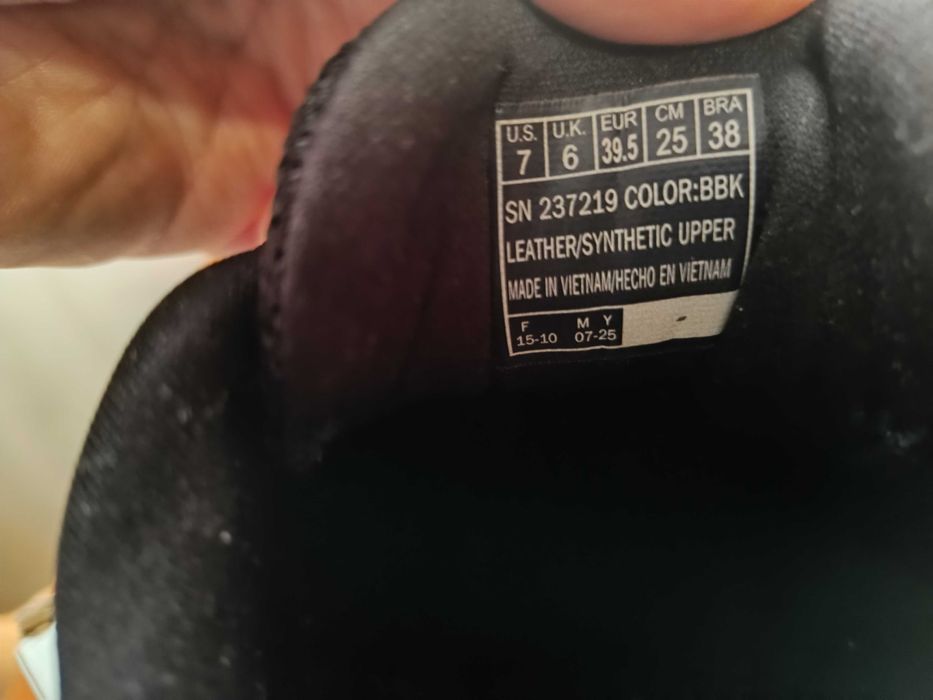 U.S. U.K. EUR CM BRA
7 6 39.5 25 38
SN 237219 COLOR:BBK
LEATHER/SYNTHETIC UPPER
MADE IN VIETNAM/HECHO EN VIETNAM
F M Y
15-10 07-25